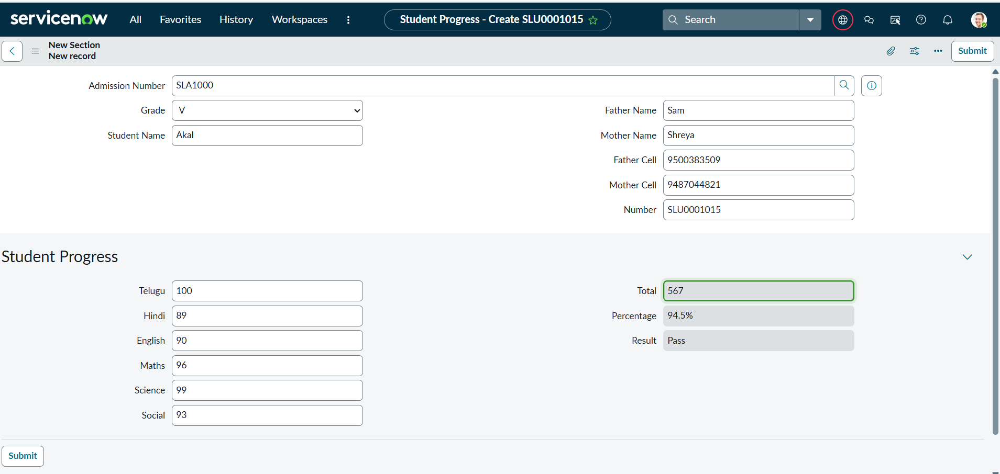 servicenow All Favorites History Workspaces Student Progress - Create SLU0001015 Search
New Section
New record
Submit
Admission Number SLA1000
Grade V
Student Name Akal
Father Name Sam
Mother Name Shreya
Father Cell 9500383509
Mother Cell 9487044821
Number SLU0001015
Student Progress
Telugu 100
Hindi 89
English 90
Maths 96
Science 99
Social 93
Total 567
Percentage 94.5%
Result Pass
Submit